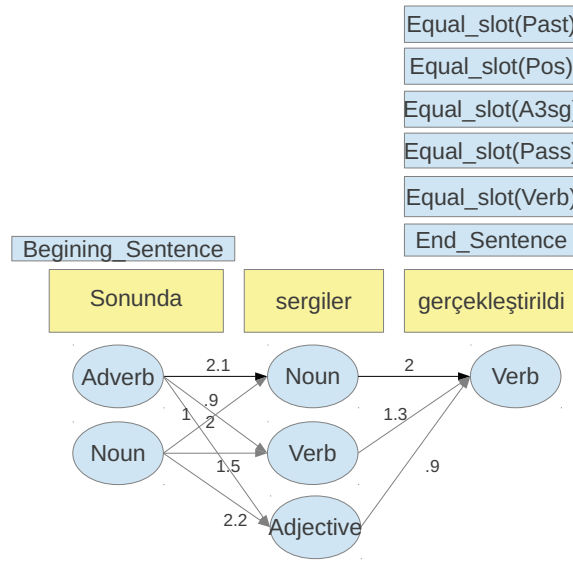 Equal_slot(Past)
Equal_slot(Pos)
Equal_slot(A3sg)
Equal_slot(Pass)
Equal_slot(Verb)
Begining_Sentence
End_Sentence
Sonunda
sergiler
gerçekleştirildi
Adverb
2.1
Noun
2
Verb
1
.9
2
1.3
Noun
1.5
Verb
.9
2.2
Adjective